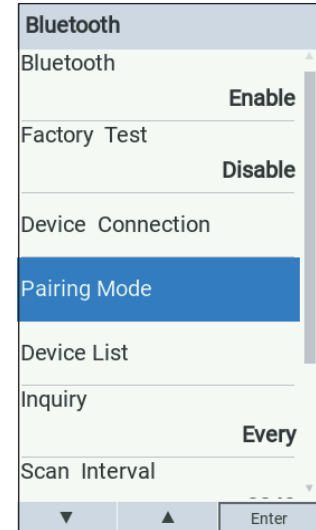 Bluetooth
Bluetooth
Enable
Factory Test
Disable
Device Connection
Pairing Mode
Device List
Inquiry
Every
Scan Interval
▼ ▲ Enter